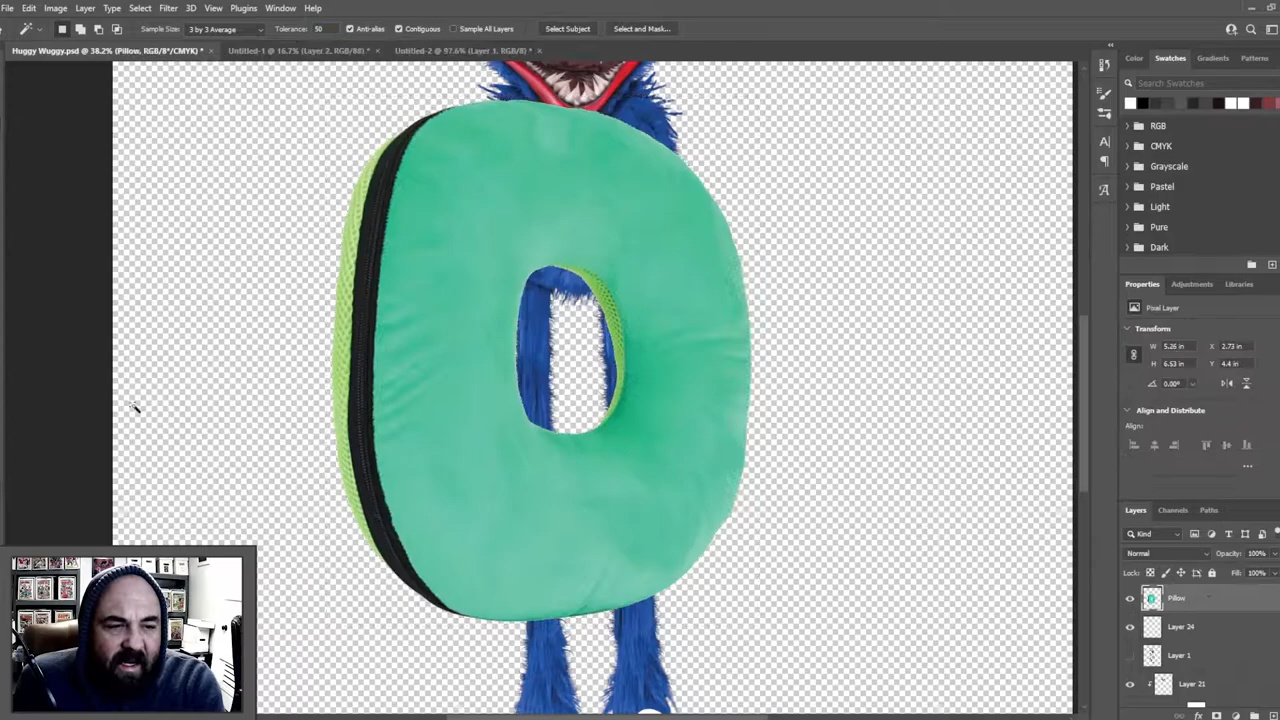 File Edit Image Layer Type Select Filter 3D View Plugins Window Help
Sample Size: 3 by 3 Average Tolerance: 50 Anti-alias Contiguous Sample All Layers Select Subject Select and Mask...
Huggy Wuggy.psd @ 38.2% (Pillow, RGB/8*/CMYK) * × Untitled-1 @ 16.7% (Layer 2, RGB/8#) * × Untitled-2 @ 97.6% (Layer 1, RGB/8) * ×
Color Swatches Gradients Patterns
Search Swatches
RGB
CMYK
Grayscale
Pastel
Light
Pure
Dark
Properties Adjustments Libraries
Pixel Layer
Transform
W 5.26 in X 2.73 in
H 6.53 in Y 4.4 in
0.00°
Align and Distribute
Align:
Layers Channels Paths
Kind
Normal Opacity: 100%
Lock: Fill: 100%
Pillow
Layer 24
Layer 1
Layer 21
fx